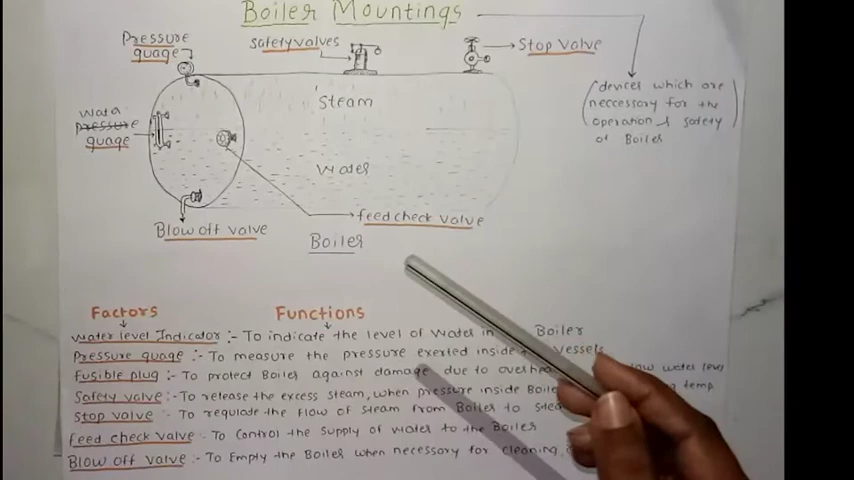 Boiler Mountings
Pressure
guage
safety valves
Stop valve
(devices which are
neccessary for the
operation & safety
of Boiler)
Steam
wata
pressure
guage
water
Blow off valve
feed check valve
Boiler
Factors
Functions
water level Indicator :- To indicate the level of water in Boiler
Pressure guage :- To measure the pressure exerted inside vessels
fusible plug :- To protect Boiler against damage due to low water level
Safety valve :- To release the excess steam, when pressure inside temp
Stop valve :- To regulate the flow of steam from Boiler to
feed check valve - To control the supply of water to the Boiler
Blow off valve :- To Empty the Boiler when necessary for cleaning,